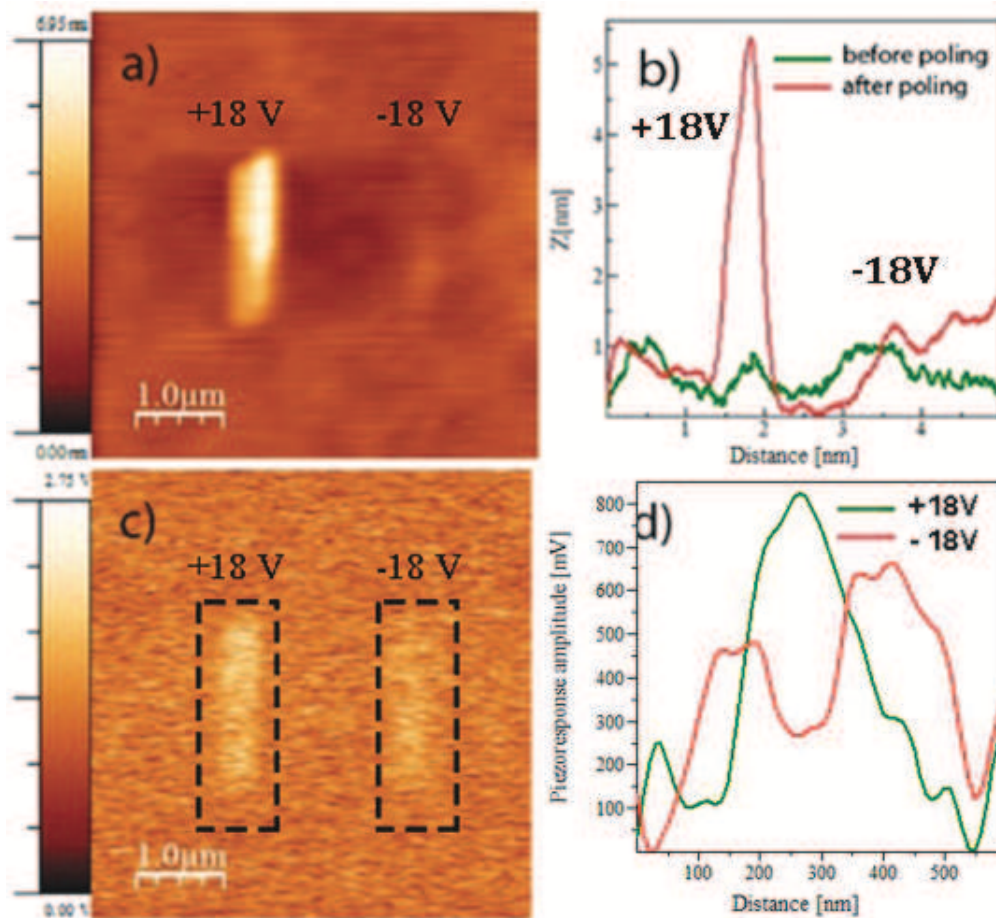 6.95 nm
a)
+18 V
-18 V
1.0µm
0.00 nm
b)
before poling
after poling
+18V
-18V
Z[nm]
5
4
3
2
1
1
2
3
4
Distance [nm]
2.75 V
c)
+18 V
-18 V
1.0µm
0.00 V
d)
+18V
- 18V
Piezoresponse amplitude [mV]
800
700
600
500
400
300
200
100
100
200
300
400
500
Distance [nm]